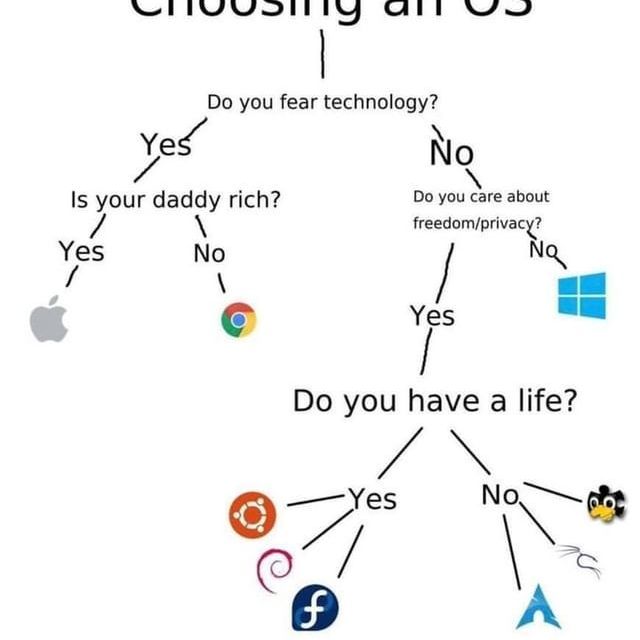 Choosing an OS
Do you fear technology?
Yes
No
Is your daddy rich?
Do you care about
freedom/privacy?
Yes
No
No
Yes
Do you have a life?
Yes
No